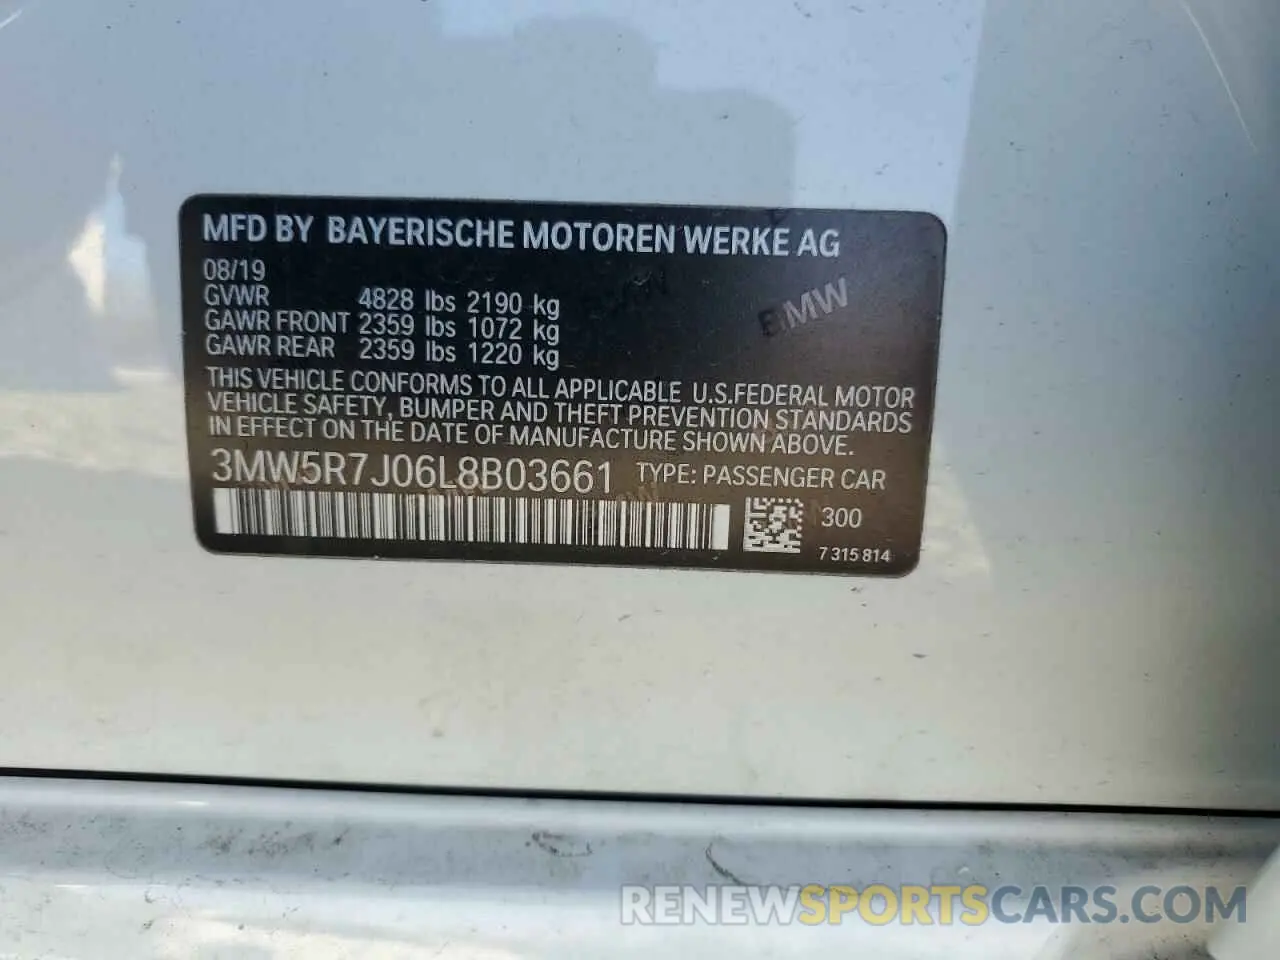 MFD BY BAYERISCHE MOTOREN WERKE AG
08/19
GVWR 4828 lbs 2190 kg
GAWR FRONT 2359 lbs 1072 kg
GAWR REAR 2359 lbs 1220 kg
BMW
THIS VEHICLE CONFORMS TO ALL APPLICABLE U.S.FEDERAL MOTOR
VEHICLE SAFETY, BUMPER AND THEFT PREVENTION STANDARDS
IN EFFECT ON THE DATE OF MANUFACTURE SHOWN ABOVE.
3MW5R7J06L8B03661 TYPE: PASSENGER CAR
300
7 315 814
RENEWSPORTSCARS.COM